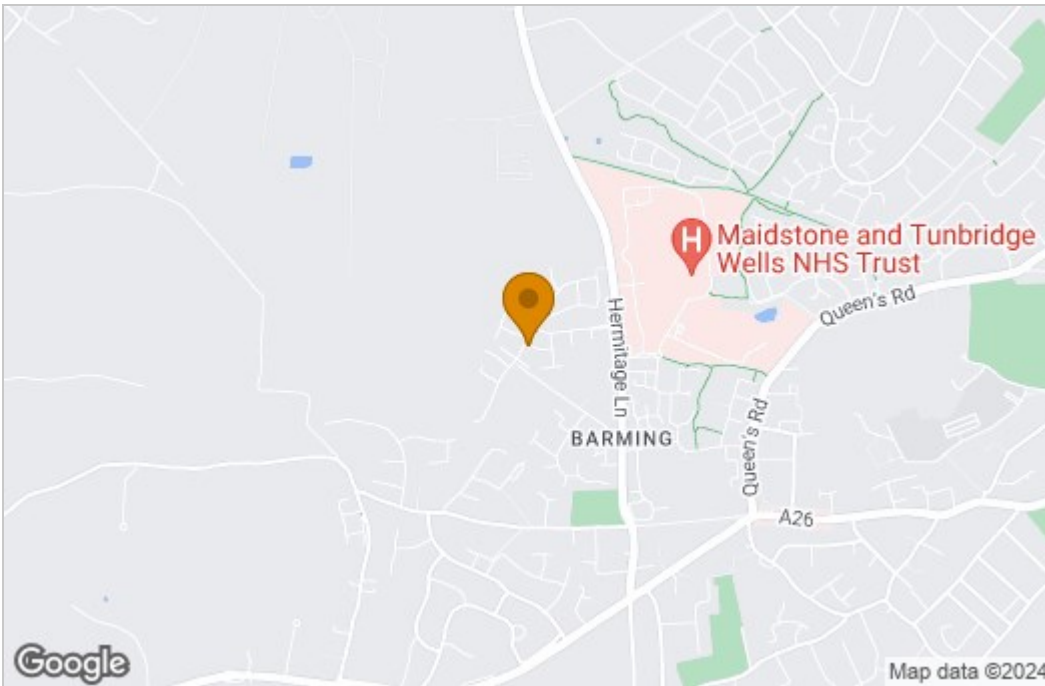 H
Maidstone and Tunbridge
Wells NHS Trust
Queen's Rd
Hermitage Ln
BARMING
Queen's Rd
A26
Google
Map data ©2024